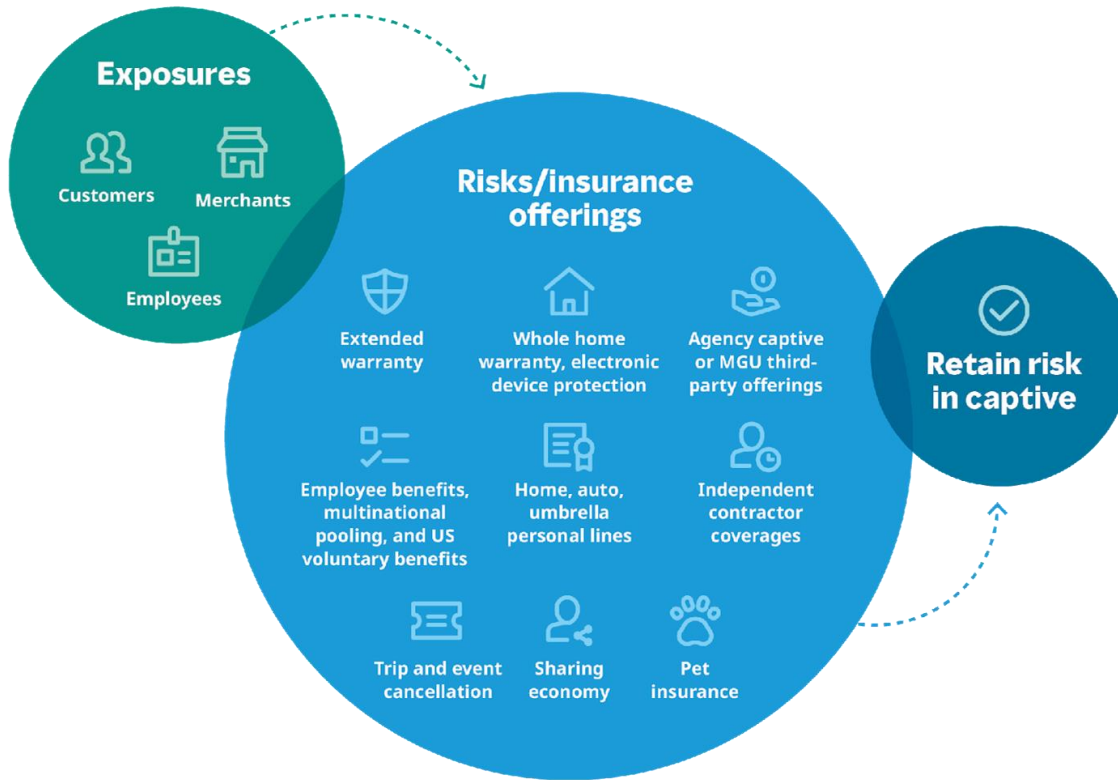 Exposures
Customers
Merchants
Employees
Risks/insurance
offerings
Extended
warranty
Whole home
warranty, electronic
device protection
Agency captive
or MGU third-
party offerings
Employee benefits,
multinational
pooling, and US
voluntary benefits
Home, auto,
umbrella
personal lines
Independent
contractor
coverages
Trip and event
cancellation
Sharing
economy
Pet
insurance
Retain risk
in captive